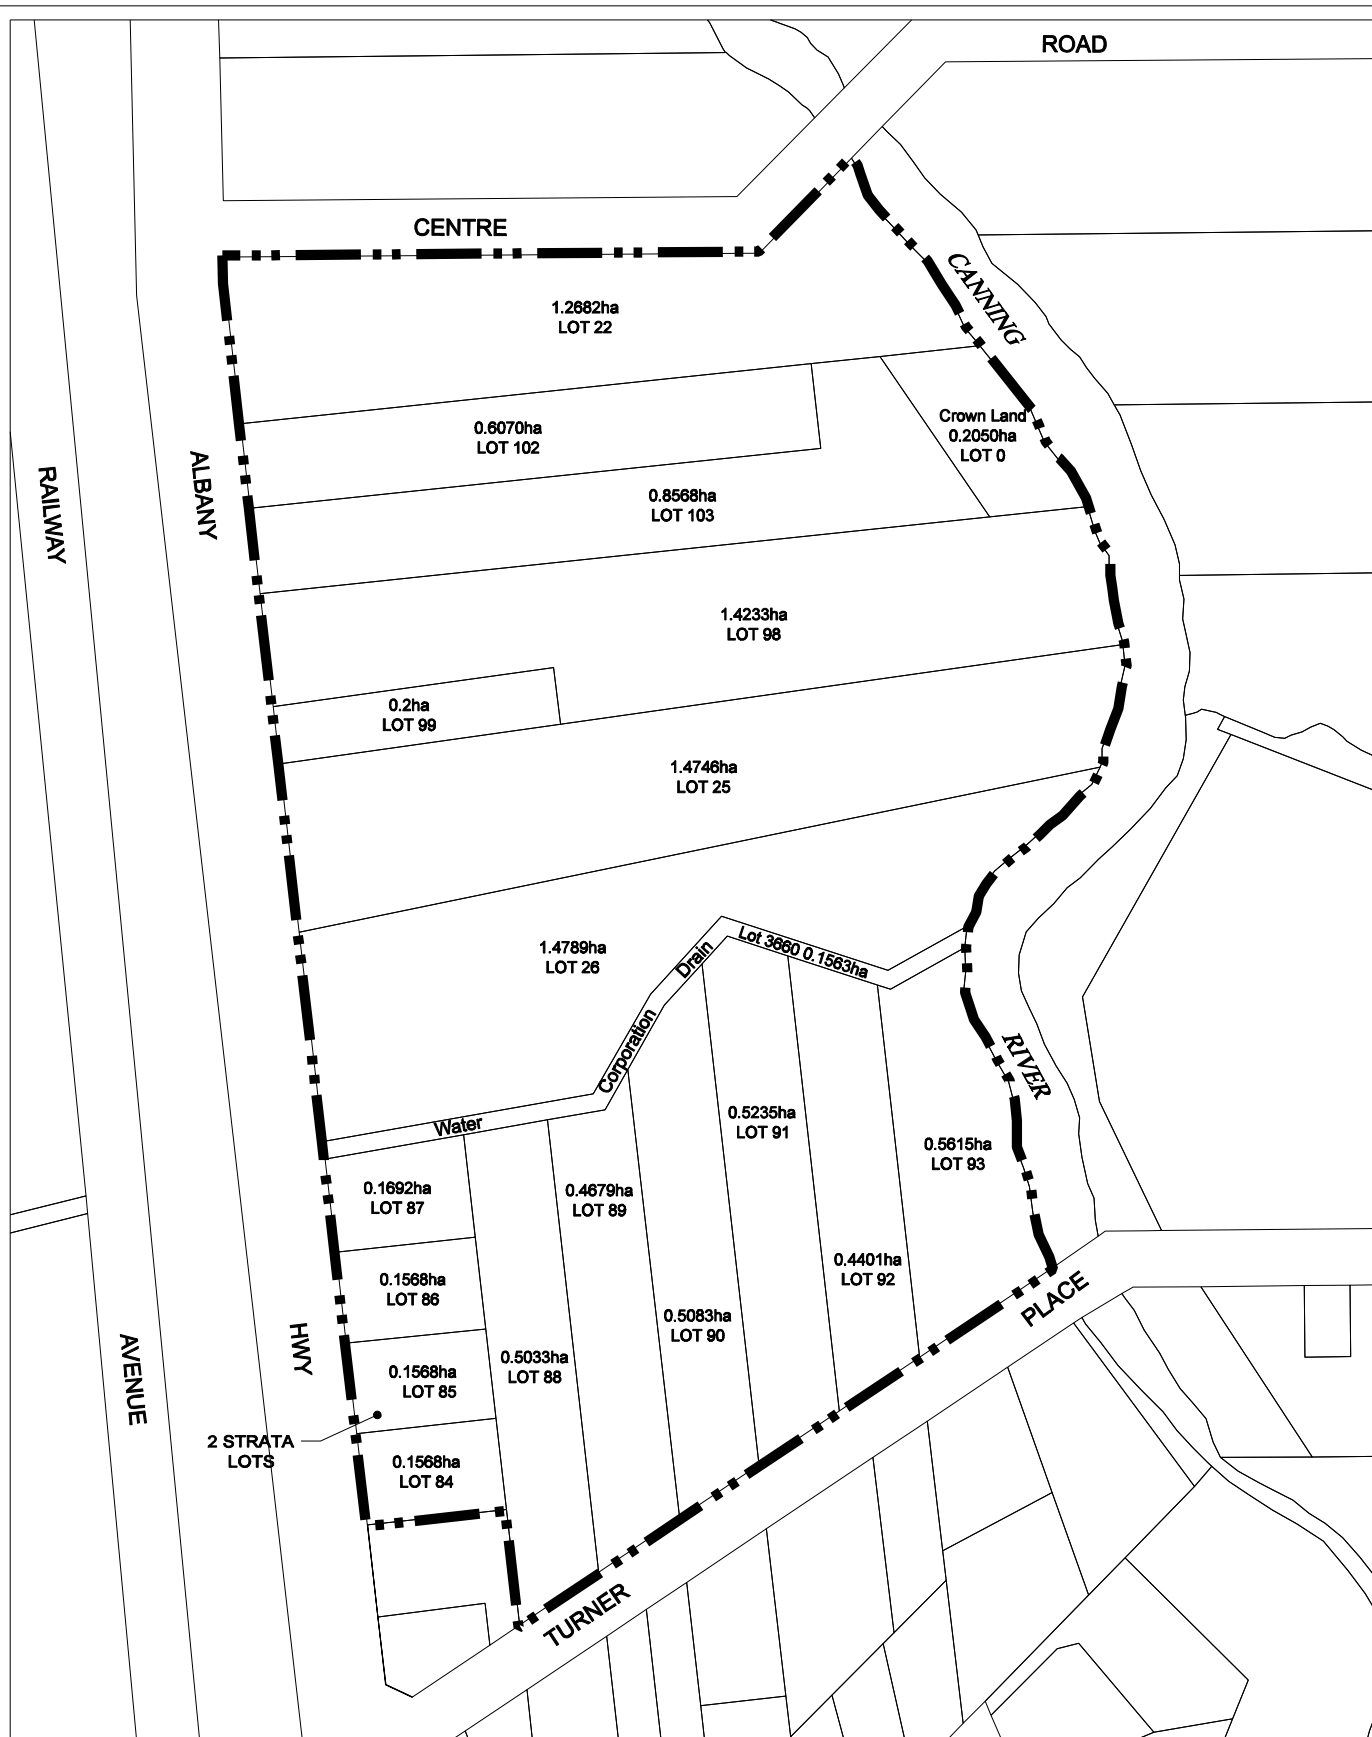 ROAD
CENTRE
CANNING
1.2682ha
LOT 22
Crown Land
0.2050ha
LOT 0
0.6070ha
LOT 102
ALBANY
RAILWAY
0.8568ha
LOT 103
1.4233ha
LOT 98
0.2ha
LOT 99
1.4746ha
LOT 25
1.4789ha
LOT 26
Drain
Lot 3660 0.1563ha
Corporation
Water
RIVER
0.5235ha
LOT 91
0.5615ha
LOT 93
0.1692ha
LOT 87
0.4679ha
LOT 89
0.4401ha
LOT 92
0.1568ha
LOT 86
PLACE
0.5083ha
LOT 90
HWY
AVENUE
0.5033ha
LOT 88
0.1568ha
LOT 85
2 STRATA
LOTS
0.1568ha
LOT 84
TURNER